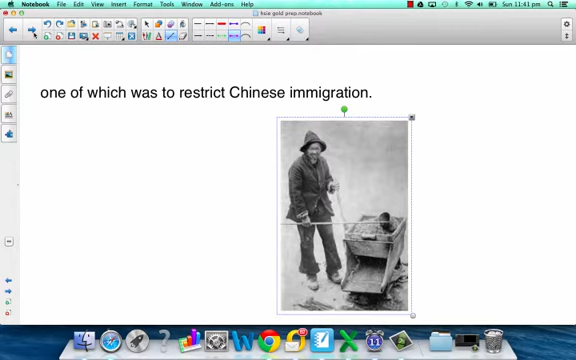 Notebook File Edit View Insert Format Tools Add-ons Window Help Sun 11:41 pm
hsie gold prep.notebook
one of which was to restrict Chinese immigration.